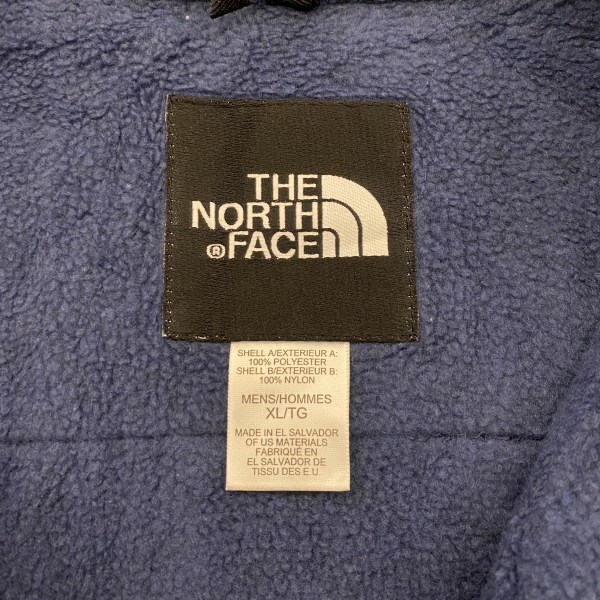 THE
NORTH
® FACE
SHELL A/EXTERIEUR A:
100% POLYESTER
SHELL B/EXTERIEUR B:
100% NYLON
MENS/HOMMES
XL/TG
MADE IN EL SALVADOR
OF US MATERIALS
FABRIQUÉ EN
EL SALVADOR DE
TISSU DES E.U.